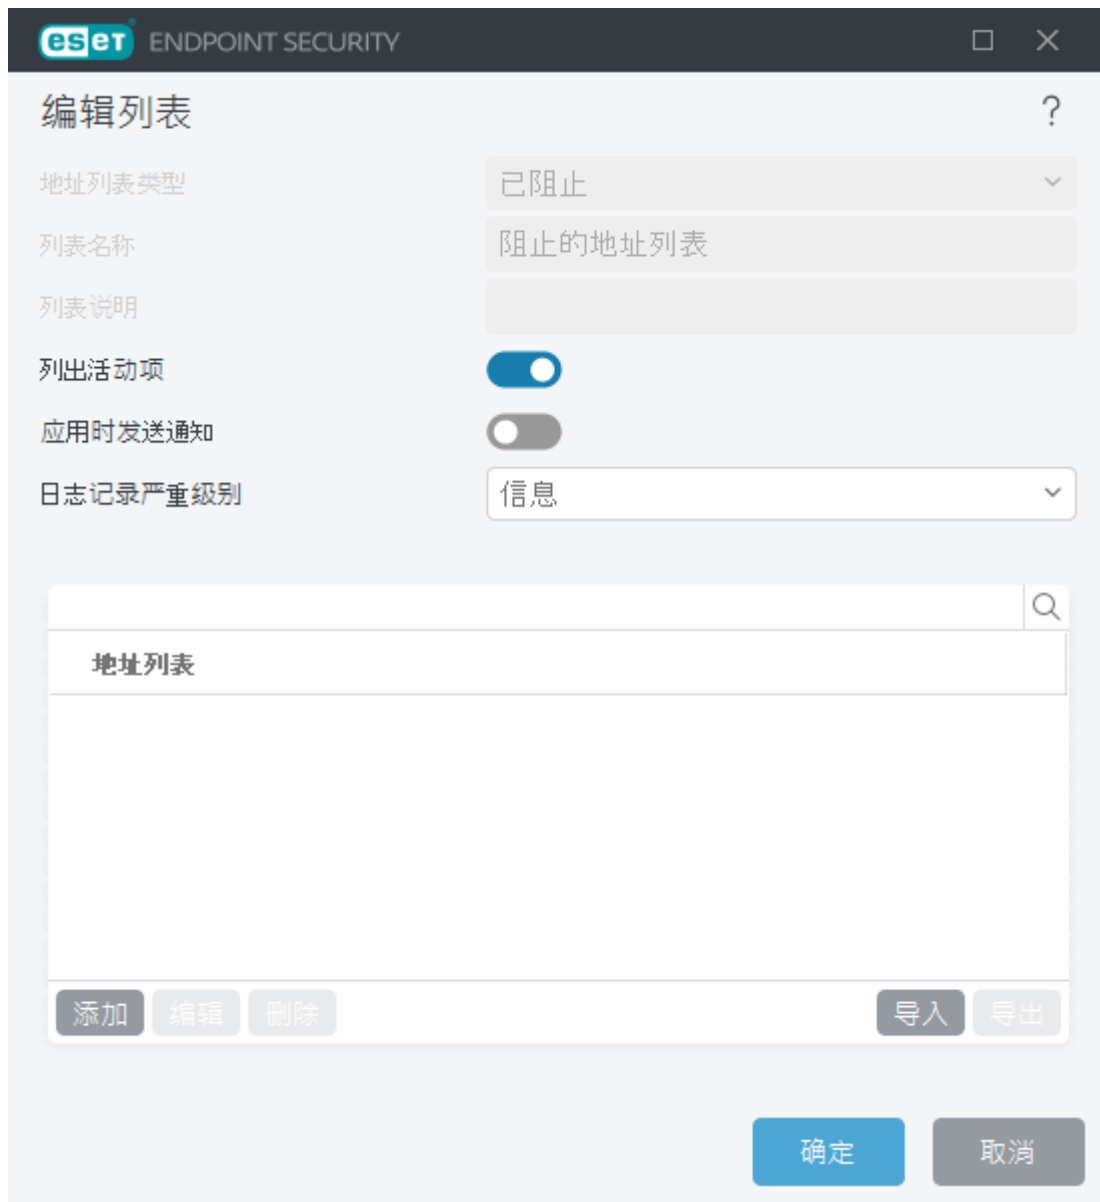 eset ENDPOINT SECURITY
编辑列表 ?
地址列表类型 已阻止
列表名称 阻止的地址列表
列表说明
列出活动项
应用时发送通知
日志记录严重级别 信息
地址列表
添加 编辑 删除 导入 导出
确定 取消